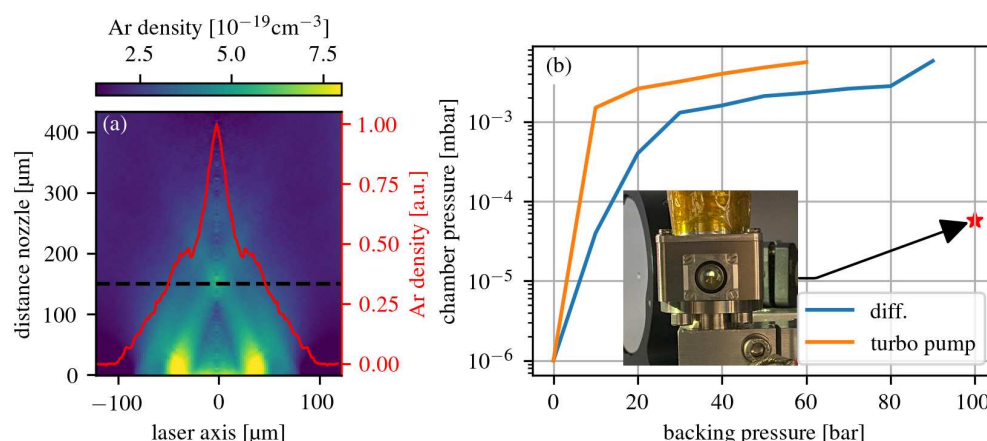 Ar density [10⁻¹⁹cm⁻³]
2.5 5.0 7.5
(a)
400
300
200
100
0
distance nozzle [μm]
−100 0 100
laser axis [μm]
1.00
0.75
0.50
0.25
0.00
Ar density [a.u.]
(b)
10⁻³
10⁻⁴
10⁻⁵
10⁻⁶
chamber pressure [mbar]
diff.
turbo pump
0 20 40 60 80 100
backing pressure [bar]